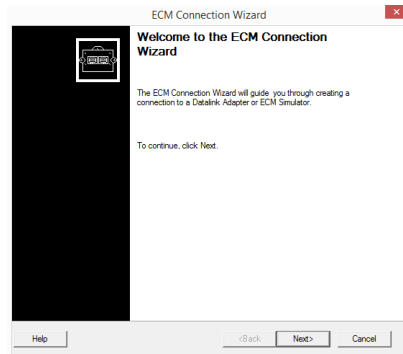 ECM Connection Wizard
Welcome to the ECM Connection
Wizard
The ECM Connection Wizard will guide you through creating a
connection to a Datalink Adapter or ECM Simulator.
To continue, click Next.
Help
<Back
Next>
Cancel